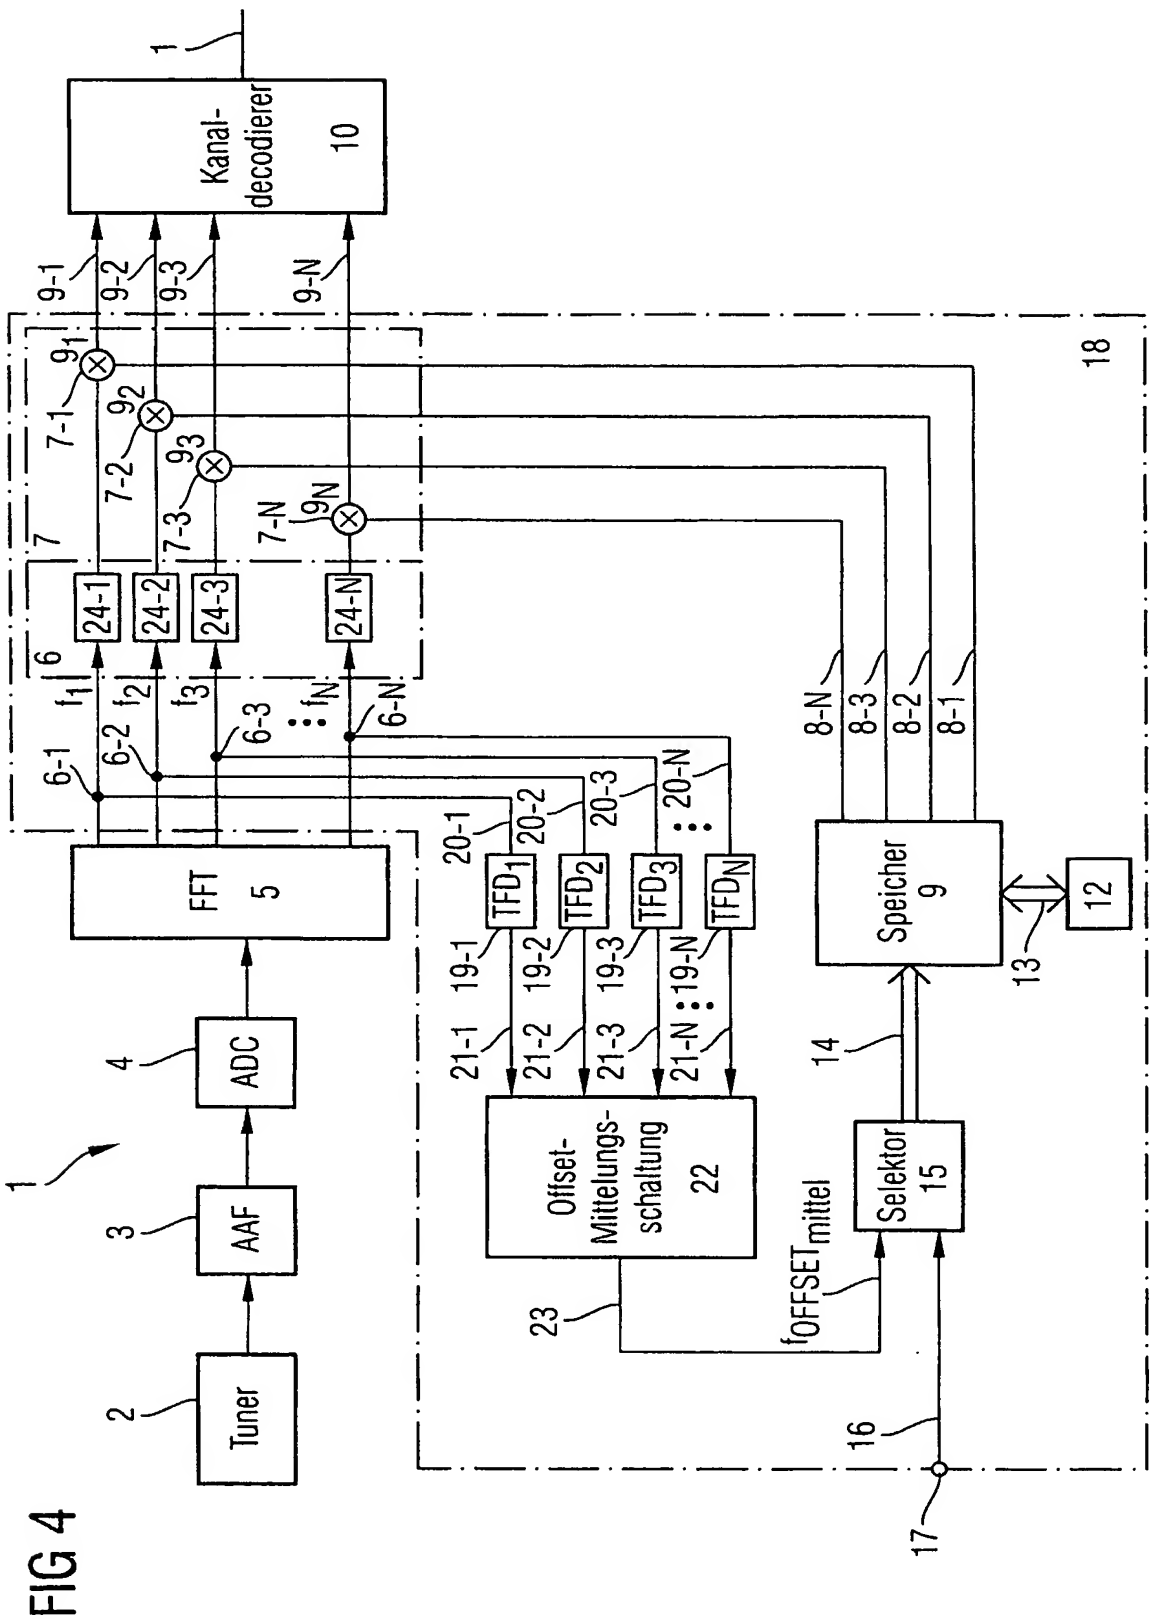 FIG 4
1
2
Tuner
3
AAF
4
ADC
FFT
5
6-1
6-2
6-3
6-N
f1
f2
f3
fN
6
24-1
24-2
24-3
24-N
7
7-1
7-2
7-3
7-N
91
92
93
9N
9-1
9-2
9-3
9-N
Kanal-
decodierer
10
1
20-1
20-2
20-3
20-N
TFD1
TFD2
TFD3
TFDN
19-1
19-2
19-3
19-N
21-1
21-2
21-3
21-N
Offset-
Mittelungs-
schaltung
22
23
fOFFSETmittel
Selektor
15
16
17
14
Speicher
9
13
12
8-N
8-3
8-2
8-1
18